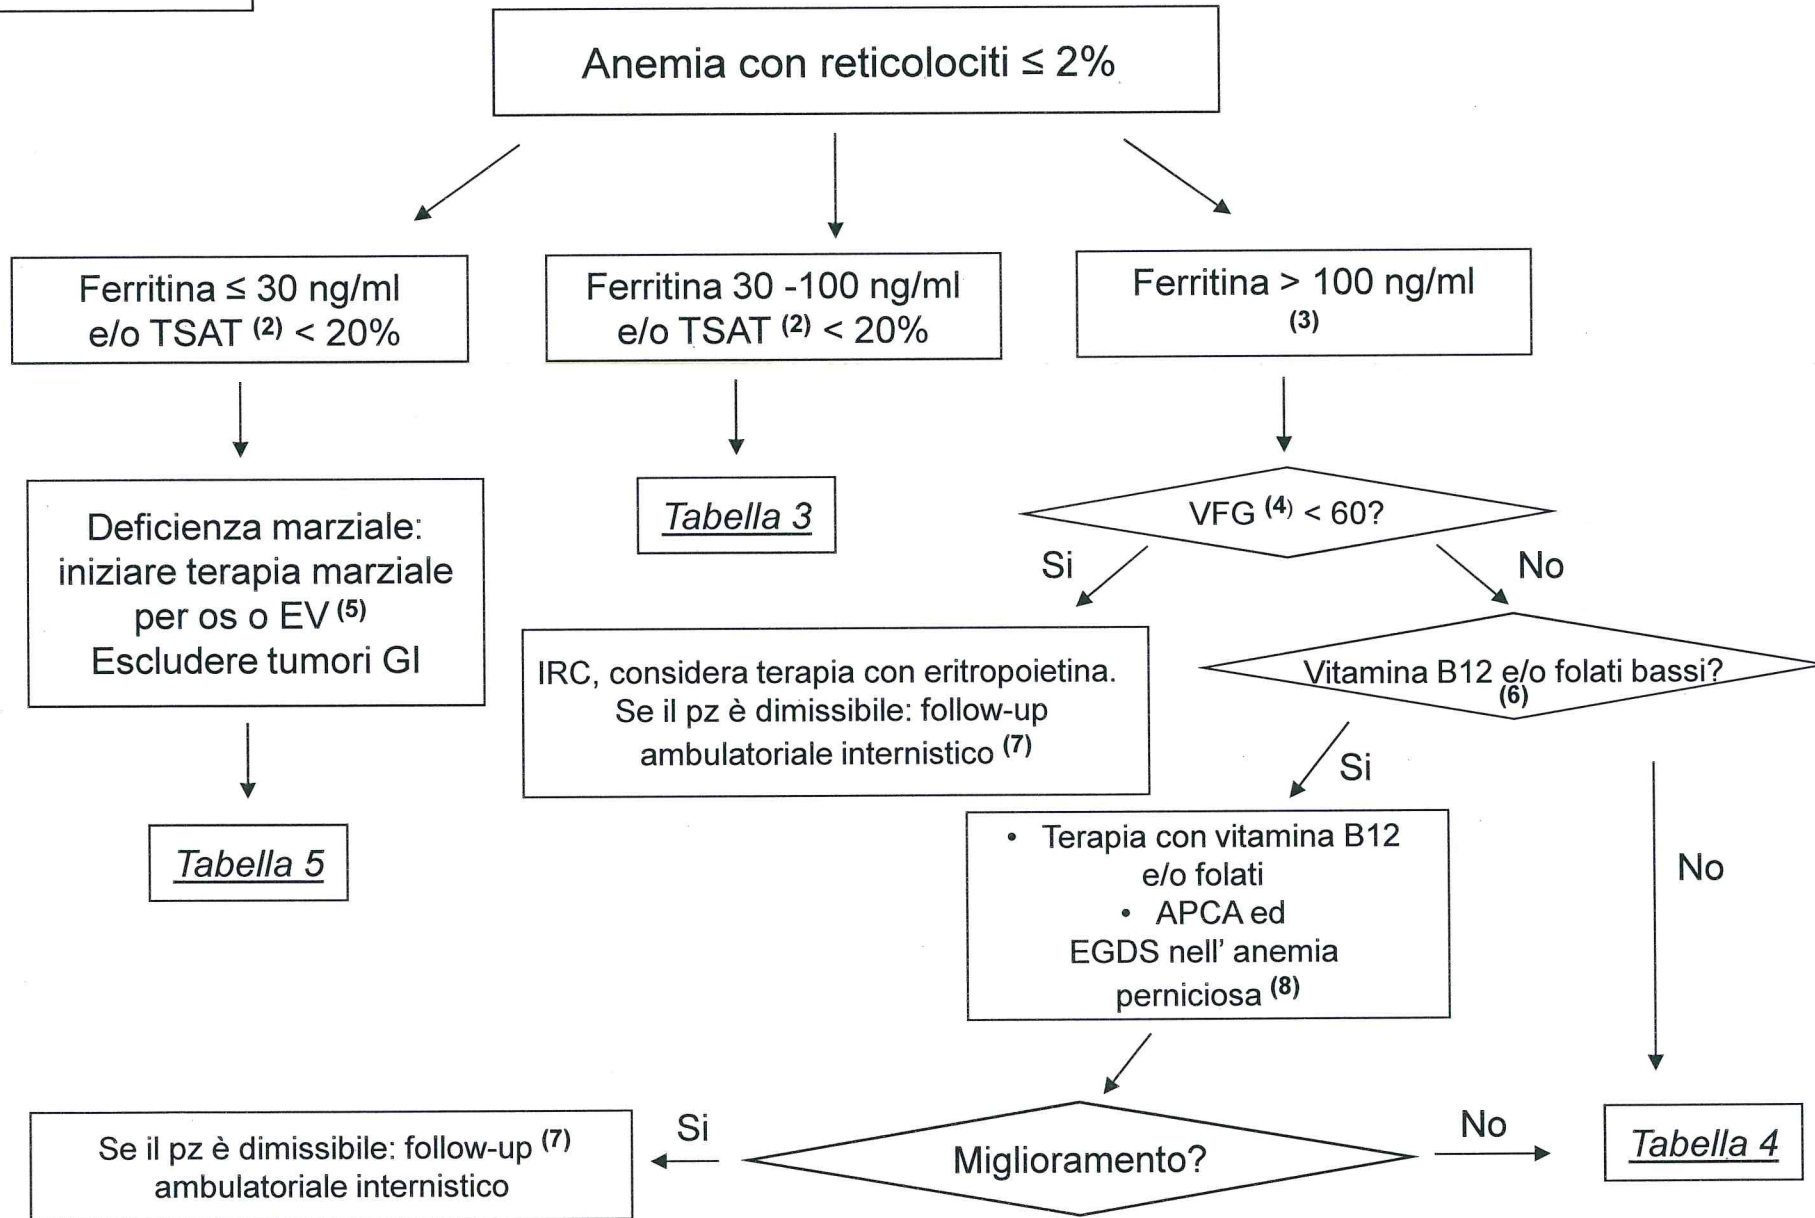 Anemia con reticolociti ≤ 2%
Ferritina ≤ 30 ng/ml
e/o TSAT (2) < 20%
Ferritina 30 -100 ng/ml
e/o TSAT (2) < 20%
Ferritina > 100 ng/ml
(3)
Deficienza marziale:
iniziare terapia marziale
per os o EV (5)
Escludere tumori GI
Tabella 3
VFG (4) < 60?
Si
No
IRC, considera terapia con eritropoietina.
Se il pz è dimissibile: follow-up
ambulatoriale internistico (7)
Vitamina B12 e/o folati bassi?
(6)
Si
No
Tabella 5
• Terapia con vitamina B12
e/o folati
• APCA ed
EGDS nell' anemia
perniciosa (8)
Se il pz è dimissibile: follow-up (7)
ambulatoriale internistico
Si
Miglioramento?
No
Tabella 4